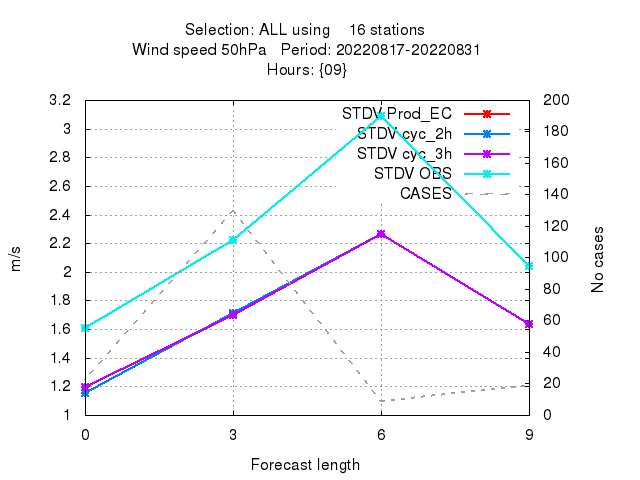 Selection: ALL using 16 stations
Wind speed 50hPa Period: 20220817-20220831
Hours: {09}
STDV Prod_EC
STDV cyc_2h
STDV cyc_3h
STDV OBS
CASES
3.2
3
2.8
2.6
2.4
2.2
2
1.8
1.6
1.4
1.2
1
m/s
200
180
160
140
120
100
80
60
40
20
0
No cases
0 3 6 9
Forecast length